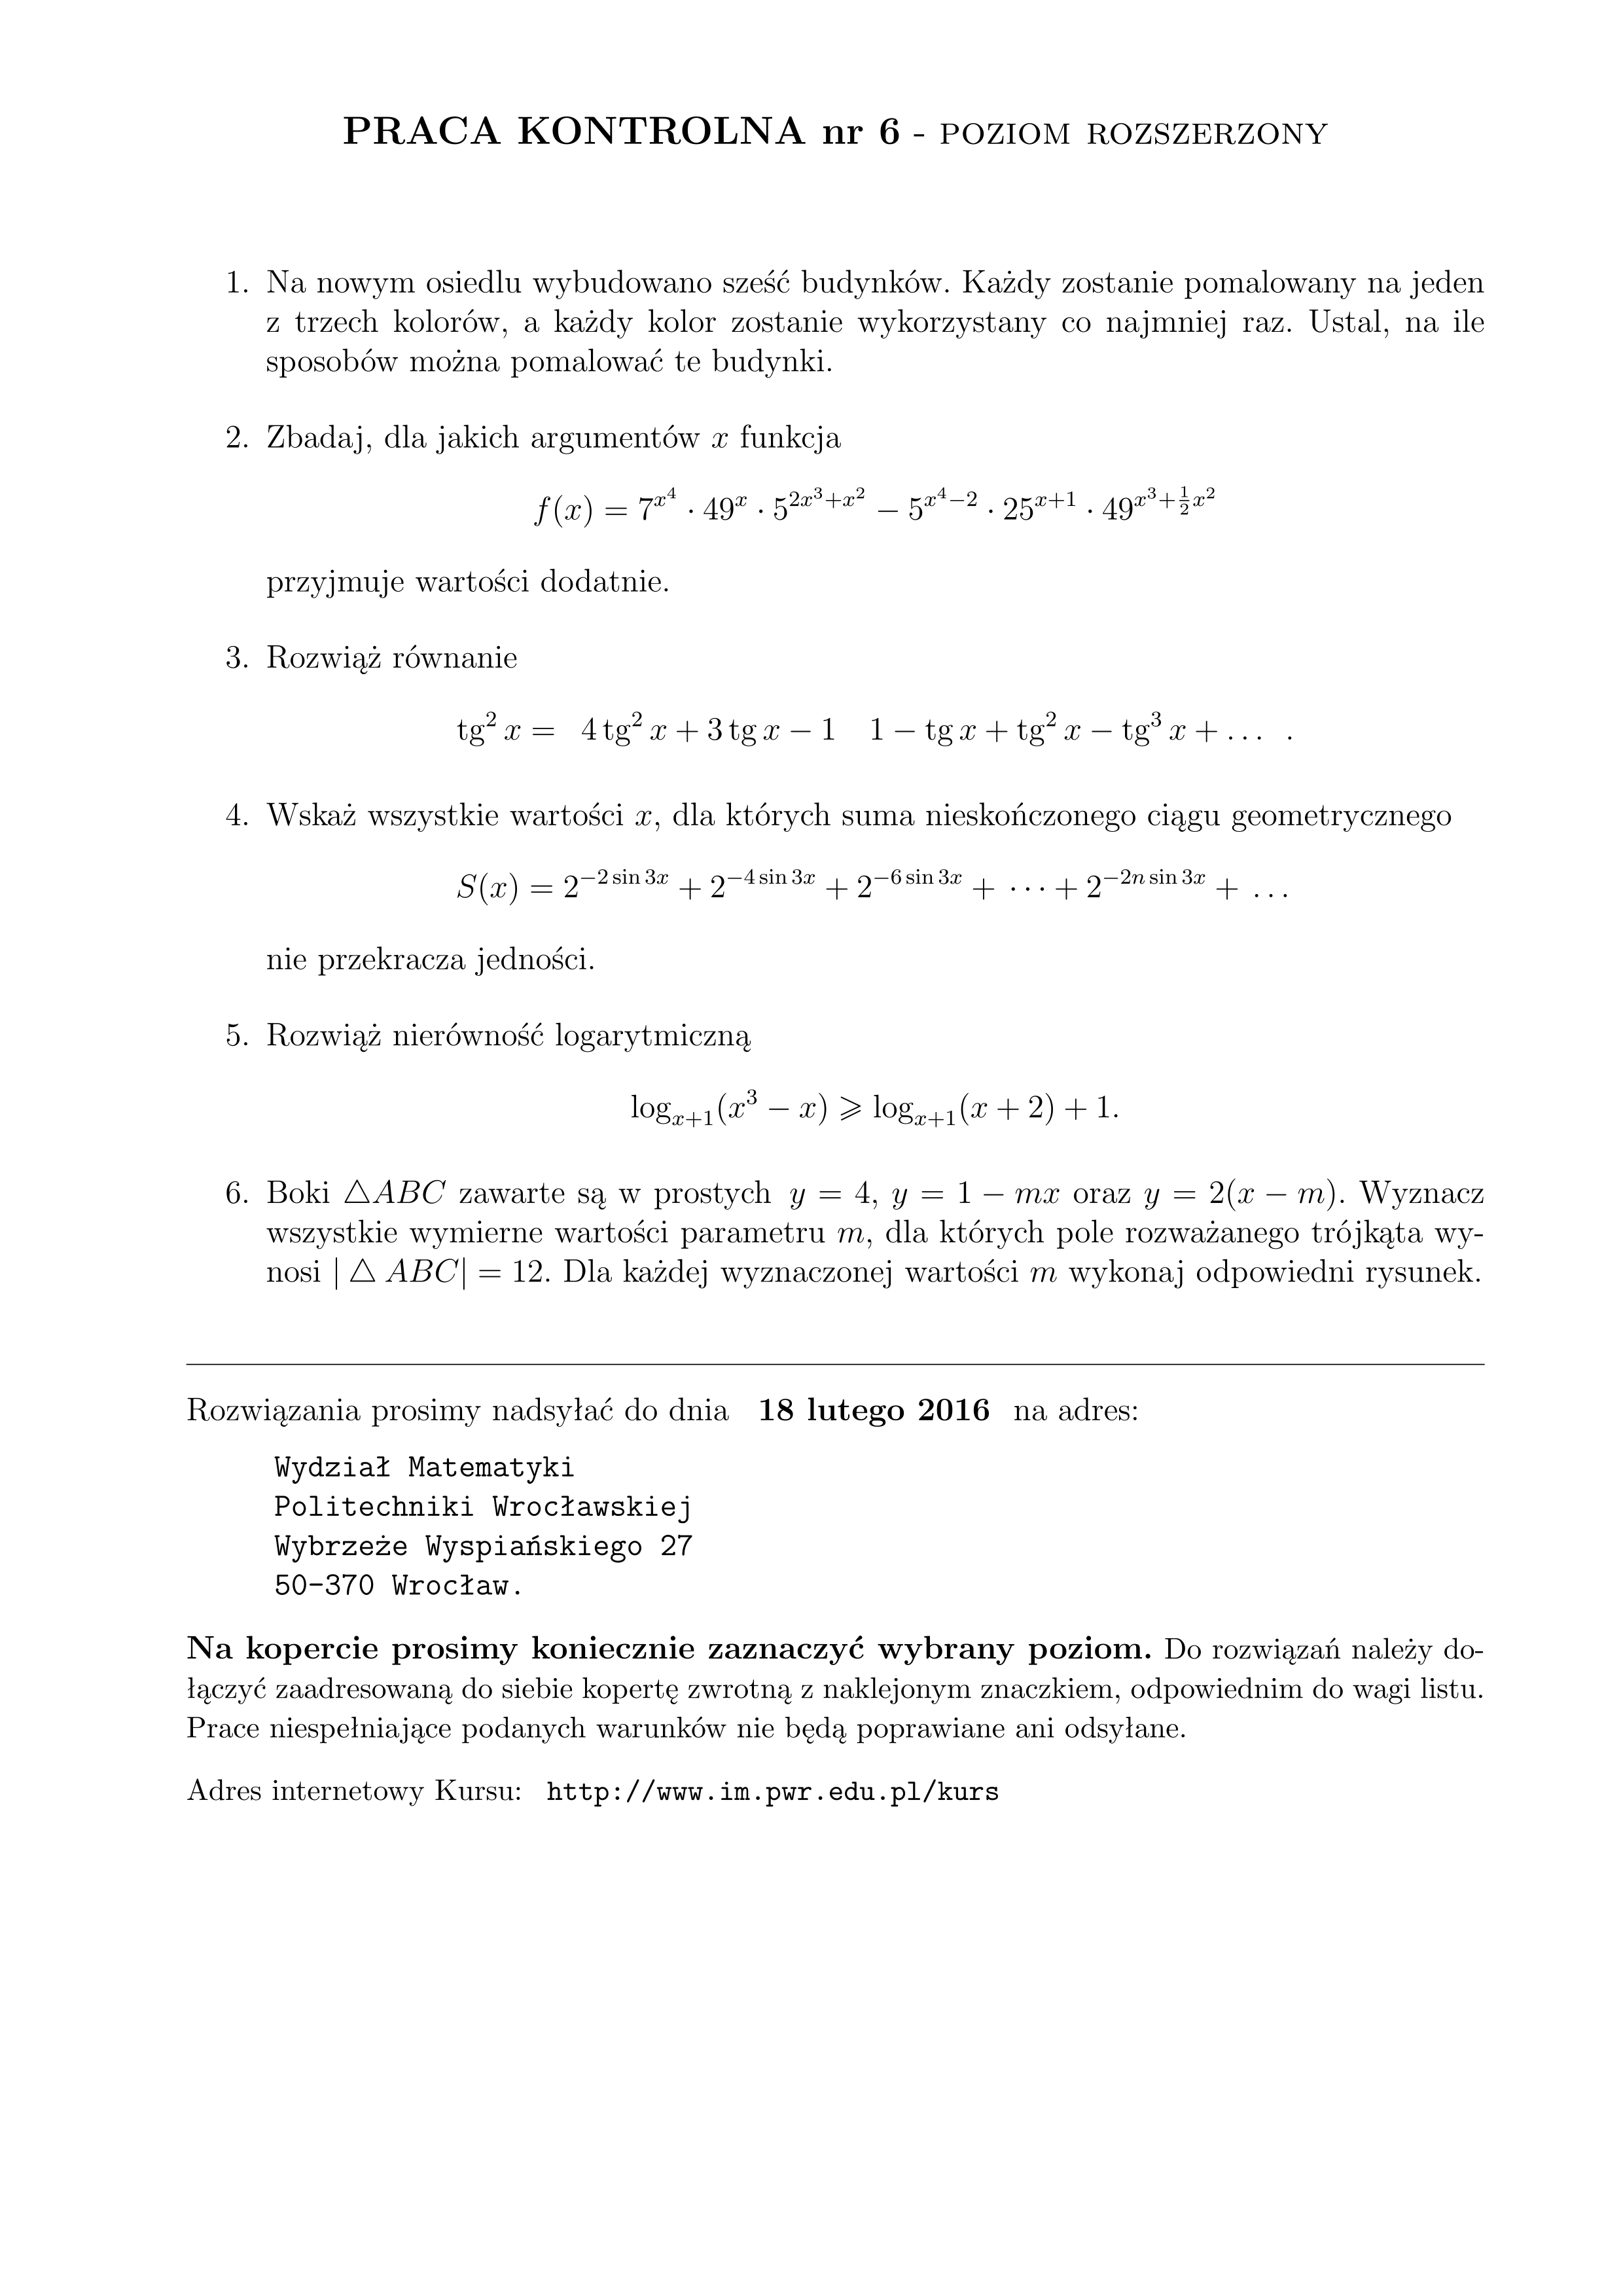 PRACA KONTROLNA nr 6 - POZIOM ROZSZERZONY
1. Na nowym osiedlu wybudowano sześć budynków. Każdy zostanie pomalowany na jeden
z trzech kolorów, a każdy kolor zostanie wykorzystany co najmniej raz. Ustal, na ile
sposobów można pomalować te budynki.
2. Zbadaj, dla jakich argumentów $x$ funkcja
$f(x) = 7^{x^4} \cdot 49^x \cdot 5^{2x^3+x^2} - 5^{x^4-2} \cdot 25^{x+1} \cdot 49^{x^3+\frac{1}{2}x^2}$
przyjmuje wartości dodatnie.
3. Rozwiąż równanie
$\operatorname{tg}^2 x = \ \ 4\operatorname{tg}^2 x + 3\operatorname{tg} x - 1 \quad 1 - \operatorname{tg} x + \operatorname{tg}^2 x - \operatorname{tg}^3 x + \ldots \ \ .$
4. Wskaż wszystkie wartości $x$, dla których suma nieskończonego ciągu geometrycznego
$S(x) = 2^{-2\sin 3x} + 2^{-4\sin 3x} + 2^{-6\sin 3x} + \cdots + 2^{-2n\sin 3x} + \ldots$
nie przekracza jedności.
5. Rozwiąż nierówność logarytmiczną
$\log_{x+1}(x^3 - x) \geqslant \log_{x+1}(x + 2) + 1.$
6. Boki $\triangle ABC$ zawarte są w prostych $y = 4$, $y = 1 - mx$ oraz $y = 2(x - m)$. Wyznacz
wszystkie wymierne wartości parametru $m$, dla których pole rozważanego trójkąta wy-
nosi $|\triangle ABC| = 12$. Dla każdej wyznaczonej wartości $m$ wykonaj odpowiedni rysunek.
Rozwiązania prosimy nadsyłać do dnia 18 lutego 2016 na adres:
Wydział Matematyki
Politechniki Wrocławskiej
Wybrzeże Wyspiańskiego 27
50-370 Wrocław.
Na kopercie prosimy koniecznie zaznaczyć wybrany poziom. Do rozwiązań należy do-
łączyć zaadresowaną do siebie kopertę zwrotną z naklejonym znaczkiem, odpowiednim do wagi listu.
Prace niespełniające podanych warunków nie będą poprawiane ani odsyłane.
Adres internetowy Kursu: http://www.im.pwr.edu.pl/kurs